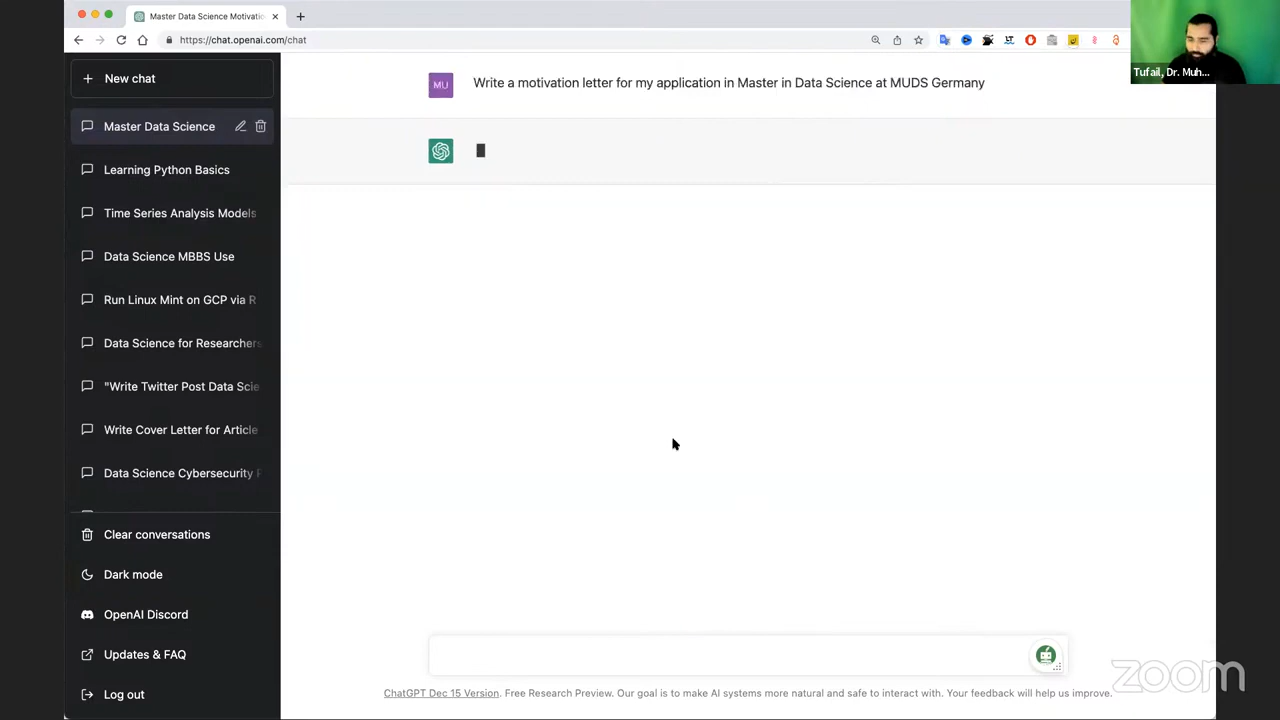 Master Data Science Motivatio
https://chat.openai.com/chat
Tufail, Dr. Muh...
New chat
MU
Write a motivation letter for my application in Master in Data Science at MUDS Germany
Master Data Science
Learning Python Basics
Time Series Analysis Models
Data Science MBBS Use
Run Linux Mint on GCP via R
Data Science for Researchers
"Write Twitter Post Data Scie
Write Cover Letter for Article
Data Science Cybersecurity P
Clear conversations
Dark mode
OpenAI Discord
Updates & FAQ
Log out
ChatGPT Dec 15 Version. Free Research Preview. Our goal is to make AI systems more natural and safe to interact with. Your feedback will help us improve.
zoom